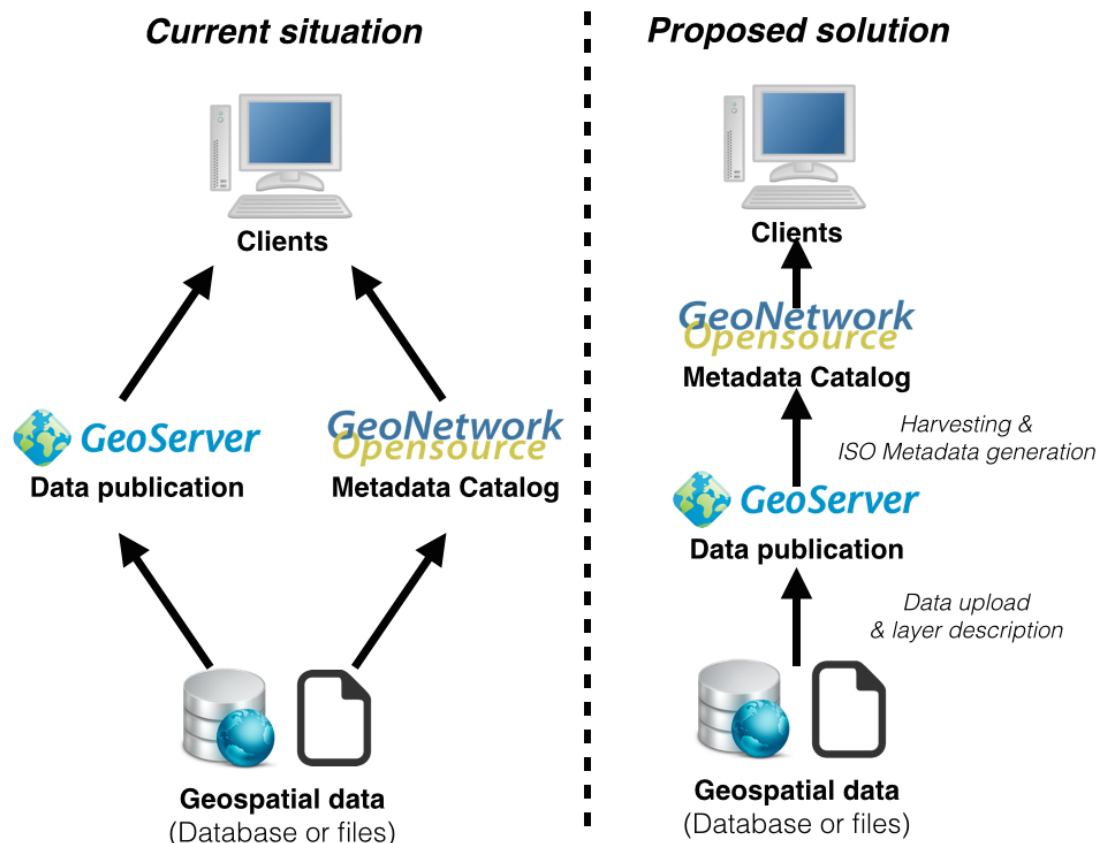 Current situation
Clients
GeoServer
Data publication
GeoNetwork
Opensource
Metadata Catalog
Geospatial data
(Database or files)
Proposed solution
Clients
GeoNetwork
Opensource
Metadata Catalog
Harvesting &
ISO Metadata generation
GeoServer
Data publication
Data upload
& layer description
Geospatial data
(Database or files)